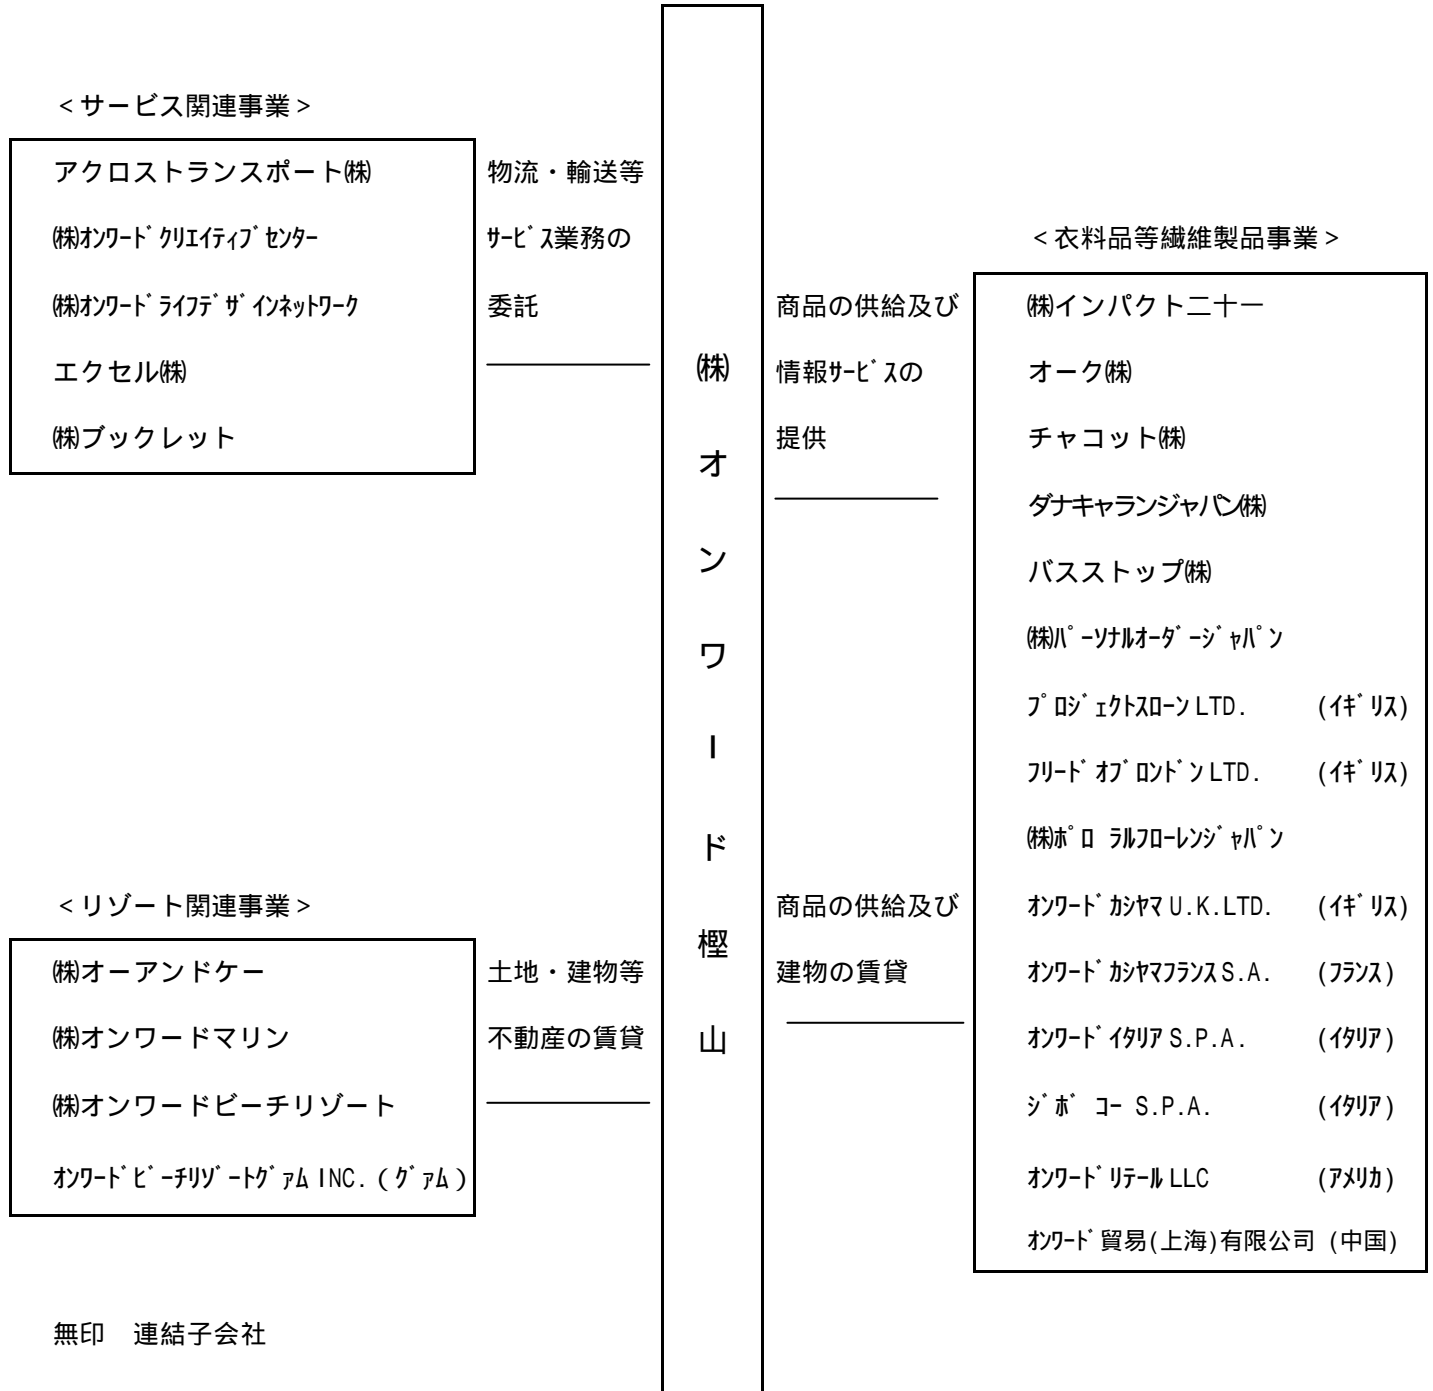 <サービス関連事業>
アクロストランスポート㈱
㈱ｵﾝﾜｰﾄﾞｸﾘｴｲﾃｨﾌﾞｾﾝﾀｰ
㈱ｵﾝﾜｰﾄﾞﾗｲﾌﾃﾞｻﾞｲﾝﾈｯﾄﾜｰｸ
エクセル㈱
㈱ブックレット
物流・輸送等
ｻｰﾋﾞｽ業務の
委託
<リゾート関連事業>
㈱オーアンドケー
㈱オンワードマリン
㈱オンワードビーチリゾート
ｵﾝﾜｰﾄﾞﾋﾞｰﾁﾘｿﾞｰﾄｸﾞｧﾑ INC. (ｸﾞｧﾑ)
土地・建物等
不動産の賃貸
㈱オンワード樫山
商品の供給及び
情報ｻｰﾋﾞｽの
提供
商品の供給及び
建物の賃貸
<衣料品等繊維製品事業>
㈱インパクト二十一
オーク㈱
チャコット㈱
ダナキャランジャパン㈱
バスストップ㈱
㈱ﾊﾟｰｿﾅﾙｵｰﾀﾞｰｼﾞｬﾊﾟﾝ
ﾌﾟﾛｼﾞｪｸﾄｽﾛｰﾝ LTD. (ｲｷﾞﾘｽ)
ﾌﾘｰﾄﾞｵﾌﾞﾛﾝﾄﾞﾝ LTD. (ｲｷﾞﾘｽ)
㈱ﾎﾟﾛ ﾗﾙﾌﾛｰﾚﾝｼﾞｬﾊﾟﾝ
ｵﾝﾜｰﾄﾞｶｼﾔﾏ U.K.LTD. (ｲｷﾞﾘｽ)
ｵﾝﾜｰﾄﾞｶｼﾔﾏﾌﾗﾝｽ S.A. (ﾌﾗﾝｽ)
ｵﾝﾜｰﾄﾞｲﾀﾘｱ S.P.A. (ｲﾀﾘｱ)
ｼﾞﾎﾞ ｺｰ S.P.A. (ｲﾀﾘｱ)
ｵﾝﾜｰﾄﾞﾘﾃｰﾙ LLC (ｱﾒﾘｶ)
ｵﾝﾜｰﾄﾞ貿易(上海)有限公司 (中国)
無印　連結子会社